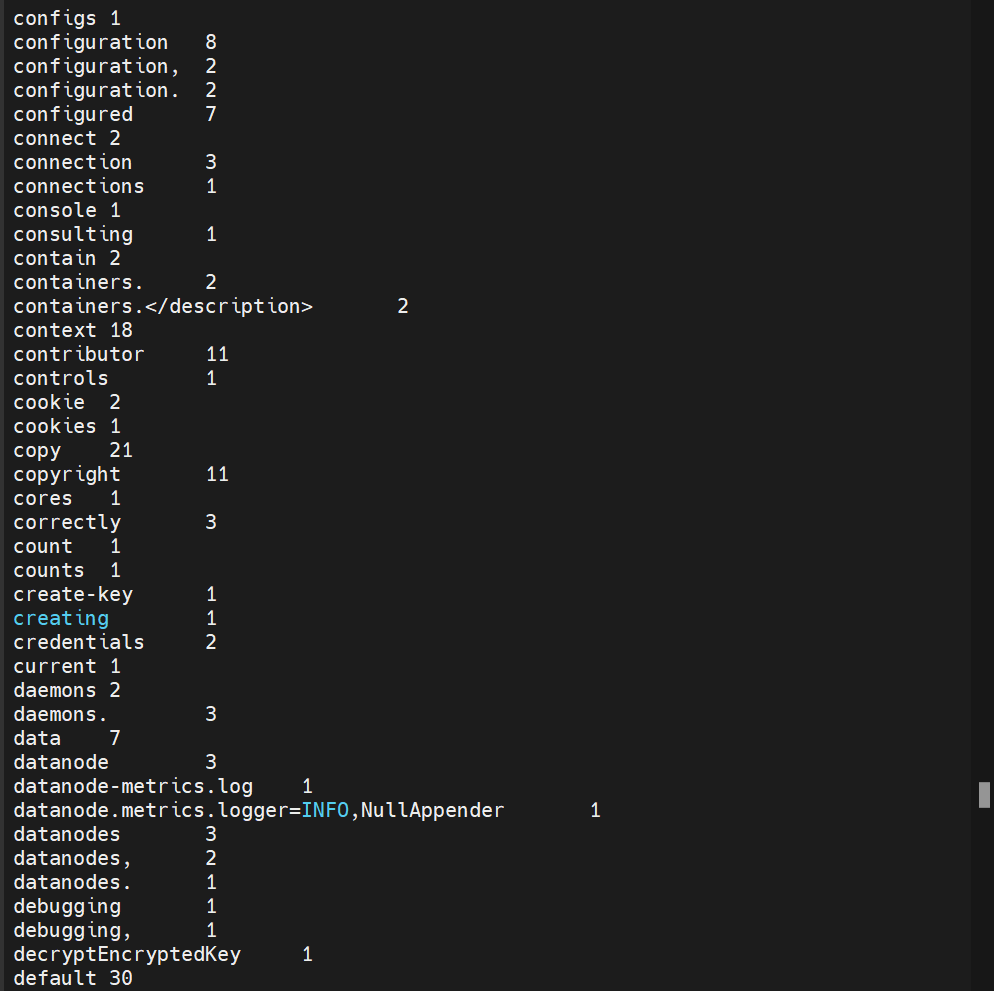 configs 1
configuration   8
configuration,  2
configuration.  2
configured      7
connect 2
connection      3
connections     1
console 1
consulting      1
contain 2
containers.     2
containers.</description>       2
context 18
contributor     11
controls        1
cookie  2
cookies 1
copy    21
copyright       11
cores   1
correctly       3
count   1
counts  1
create-key      1
creating        1
credentials     2
current 1
daemons 2
daemons.        3
data    7
datanode        3
datanode-metrics.log    1
datanode.metrics.logger=INFO,NullAppender       1
datanodes       3
datanodes,      2
datanodes.      1
debugging       1
debugging,      1
decryptEncryptedKey     1
default 30